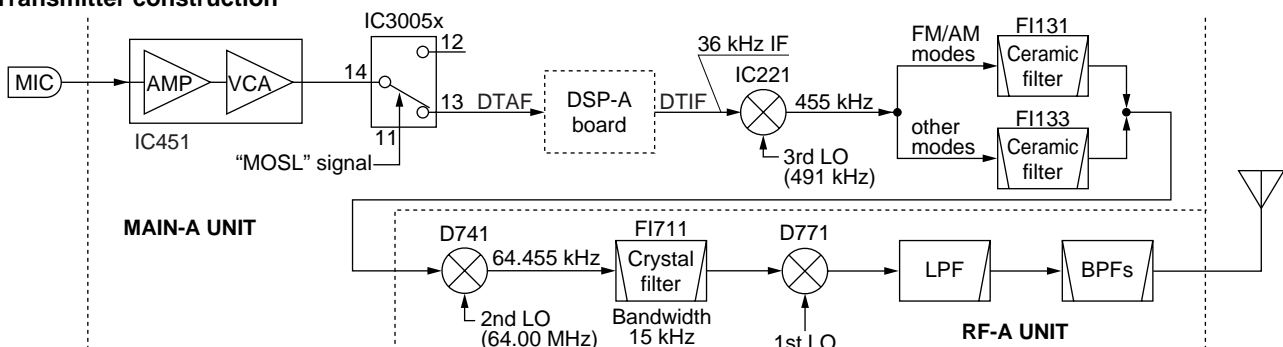 Transmitter construction
IC3005x
12
36 kHz IF
FM/AM
modes
FI131
Ceramic
filter
MIC
AMP
VCA
14
13
DTAF
DSP-A
board
DTIF
IC221
455 kHz
IC451
11
"MOSL" signal
3rd LO
(491 kHz)
other
modes
FI133
Ceramic
filter
MAIN-A UNIT
D741
64.455 kHz
FI711
Crystal
filter
D771
LPF
BPFs
2nd LO
(64.00 MHz)
Bandwidth
15 kHz
1st LO
RF-A UNIT